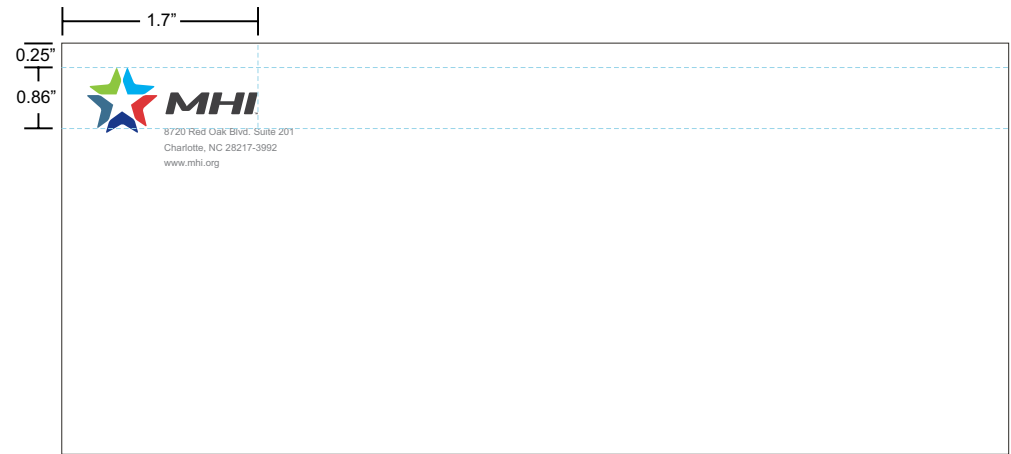 1.7”
0.25”
0.86”
MHI
8720 Red Oak Blvd. Suite 201
Charlotte, NC 28217-3992
www.mhi.org